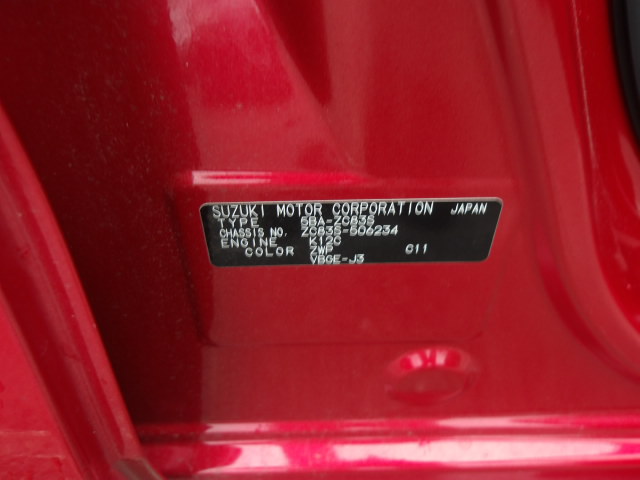 SUZUKI MOTOR CORPORATION JAPAN
TYPE 5BA-ZC83S
CHASSIS NO. ZC83S-506234
ENGINE K12C
COLOR ZWP C11
VBGE-J3